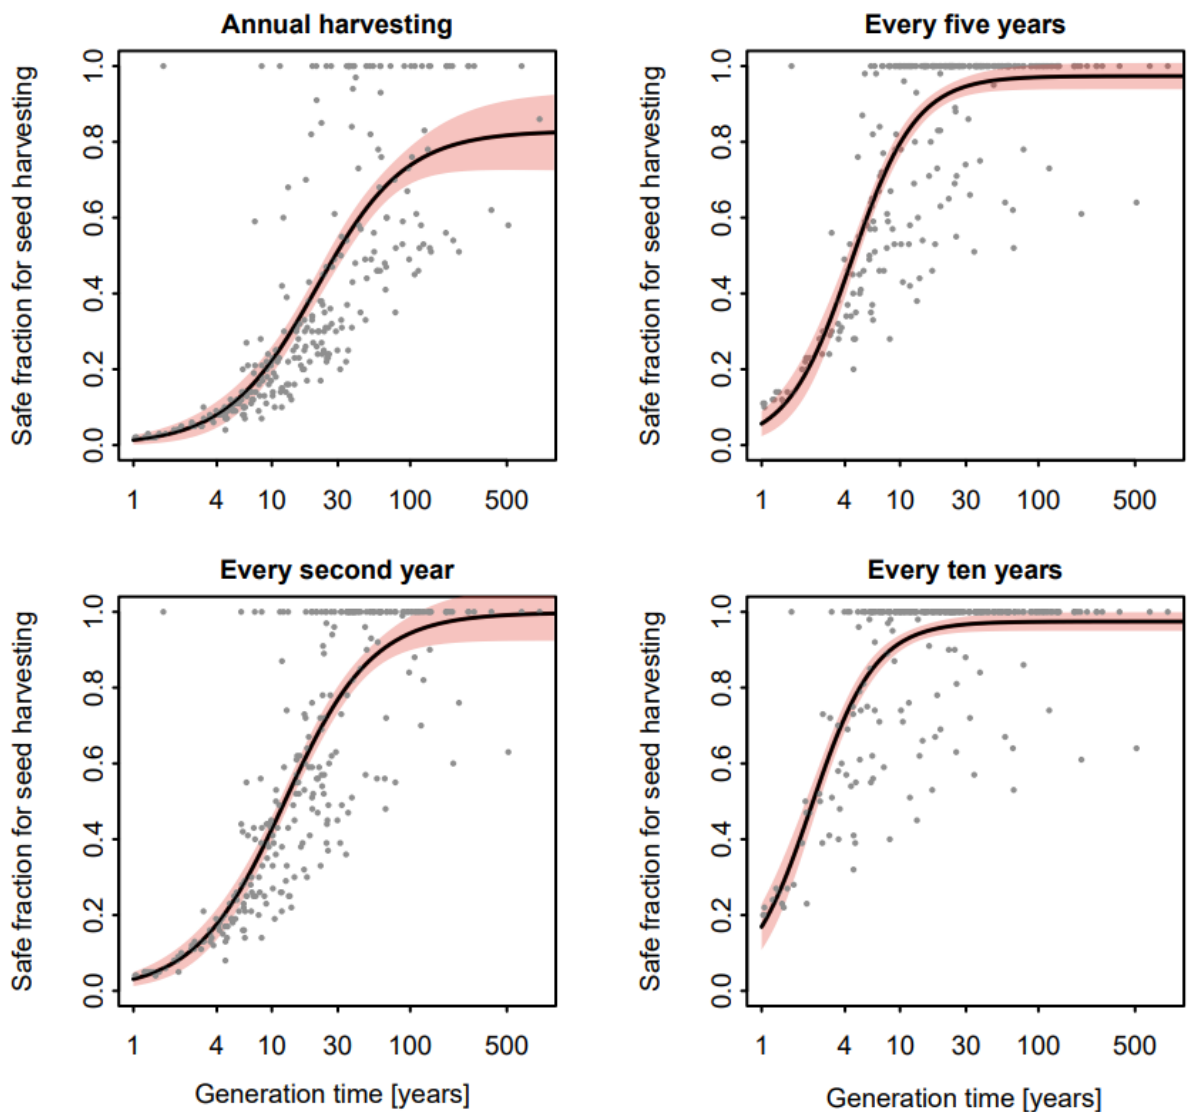 Annual harvesting
Safe fraction for seed harvesting
1.0
0.8
0.6
0.4
0.2
0.0
1 4 10 30 100 500
Every five years
Safe fraction for seed harvesting
1.0
0.8
0.6
0.4
0.2
0.0
1 4 10 30 100 500
Every second year
Safe fraction for seed harvesting
1.0
0.8
0.6
0.4
0.2
0.0
1 4 10 30 100 500
Generation time [years]
Every ten years
Safe fraction for seed harvesting
1.0
0.8
0.6
0.4
0.2
0.0
1 4 10 30 100 500
Generation time [years]